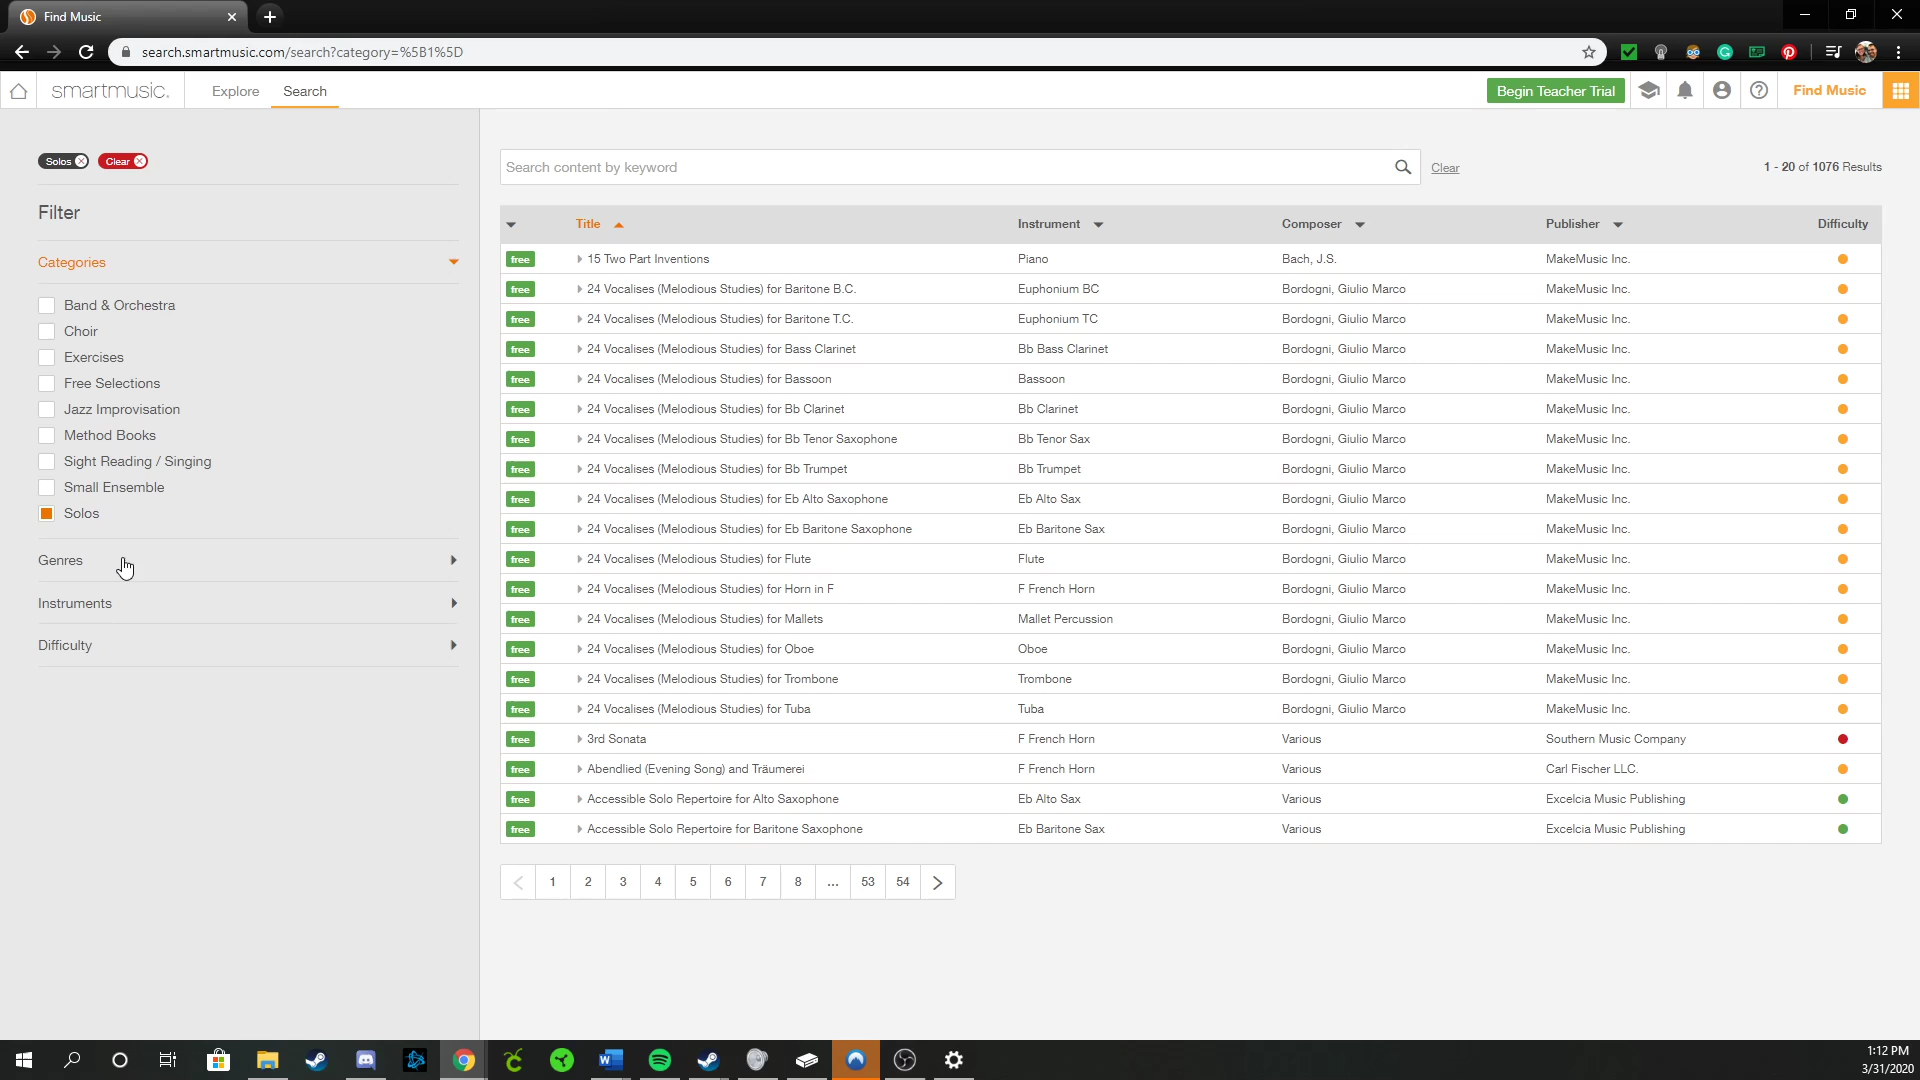 Find Music
search.smartmusic.com/search?category=%5B1%5D
smartmusic. Explore Search Begin Teacher Trial Find Music
Solos Clear
Search content by keyword Clear 1 - 20 of 1076 Results
Filter
Categories
Band & Orchestra
Choir
Exercises
Free Selections
Jazz Improvisation
Method Books
Sight Reading / Singing
Small Ensemble
Solos
Genres
Instruments
Difficulty
Title Instrument Composer Publisher Difficulty
free 15 Two Part Inventions Piano Bach, J.S. MakeMusic Inc.
free 24 Vocalises (Melodious Studies) for Baritone B.C. Euphonium BC Bordogni, Giulio Marco MakeMusic Inc.
free 24 Vocalises (Melodious Studies) for Baritone T.C. Euphonium TC Bordogni, Giulio Marco MakeMusic Inc.
free 24 Vocalises (Melodious Studies) for Bass Clarinet Bb Bass Clarinet Bordogni, Giulio Marco MakeMusic Inc.
free 24 Vocalises (Melodious Studies) for Bassoon Bassoon Bordogni, Giulio Marco MakeMusic Inc.
free 24 Vocalises (Melodious Studies) for Bb Clarinet Bb Clarinet Bordogni, Giulio Marco MakeMusic Inc.
free 24 Vocalises (Melodious Studies) for Bb Tenor Saxophone Bb Tenor Sax Bordogni, Giulio Marco MakeMusic Inc.
free 24 Vocalises (Melodious Studies) for Bb Trumpet Bb Trumpet Bordogni, Giulio Marco MakeMusic Inc.
free 24 Vocalises (Melodious Studies) for Eb Alto Saxophone Eb Alto Sax Bordogni, Giulio Marco MakeMusic Inc.
free 24 Vocalises (Melodious Studies) for Eb Baritone Saxophone Eb Baritone Sax Bordogni, Giulio Marco MakeMusic Inc.
free 24 Vocalises (Melodious Studies) for Flute Flute Bordogni, Giulio Marco MakeMusic Inc.
free 24 Vocalises (Melodious Studies) for Horn in F F French Horn Bordogni, Giulio Marco MakeMusic Inc.
free 24 Vocalises (Melodious Studies) for Mallets Mallet Percussion Bordogni, Giulio Marco MakeMusic Inc.
free 24 Vocalises (Melodious Studies) for Oboe Oboe Bordogni, Giulio Marco MakeMusic Inc.
free 24 Vocalises (Melodious Studies) for Trombone Trombone Bordogni, Giulio Marco MakeMusic Inc.
free 24 Vocalises (Melodious Studies) for Tuba Tuba Bordogni, Giulio Marco MakeMusic Inc.
free 3rd Sonata F French Horn Various Southern Music Company
free Abendlied (Evening Song) and Träumerei F French Horn Various Carl Fischer LLC.
free Accessible Solo Repertoire for Alto Saxophone Eb Alto Sax Various Excelcia Music Publishing
free Accessible Solo Repertoire for Baritone Saxophone Eb Baritone Sax Various Excelcia Music Publishing
1 2 3 4 5 6 7 8 ... 53 54
1:12 PM
3/31/2020